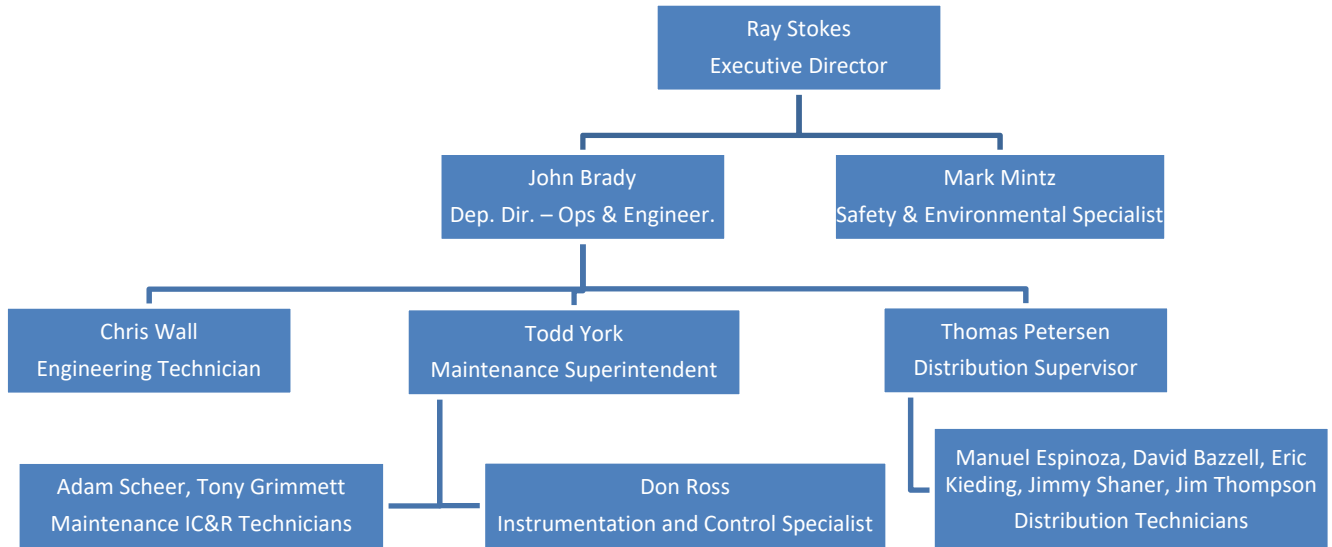 Ray Stokes
Executive Director
John Brady
Dep. Dir. – Ops & Engineer.
Mark Mintz
Safety & Environmental Specialist
Chris Wall
Engineering Technician
Todd York
Maintenance Superintendent
Thomas Petersen
Distribution Supervisor
Adam Scheer, Tony Grimmett
Maintenance IC&R Technicians
Don Ross
Instrumentation and Control Specialist
Manuel Espinoza, David Bazzell, Eric
Kieding, Jimmy Shaner, Jim Thompson
Distribution Technicians